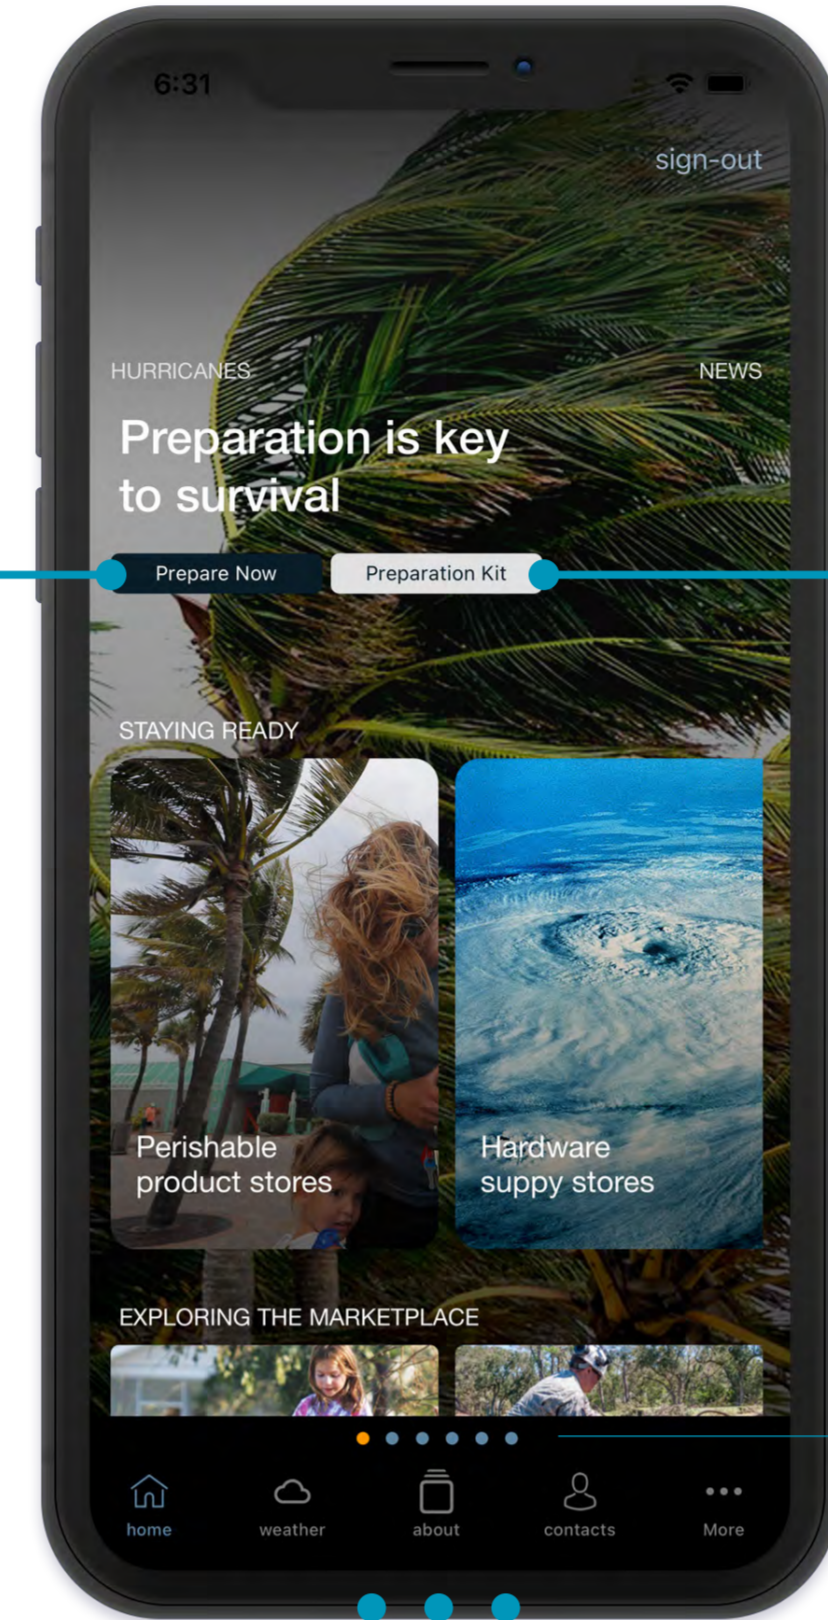 6:31
sign-out
HURRICANES
NEWS
Preparation is key
to survival
Prepare Now
Preparation Kit
STAYING READY
Perishable
product stores
Hardware
suppy stores
EXPLORING THE MARKETPLACE
home
weather
about
contacts
More